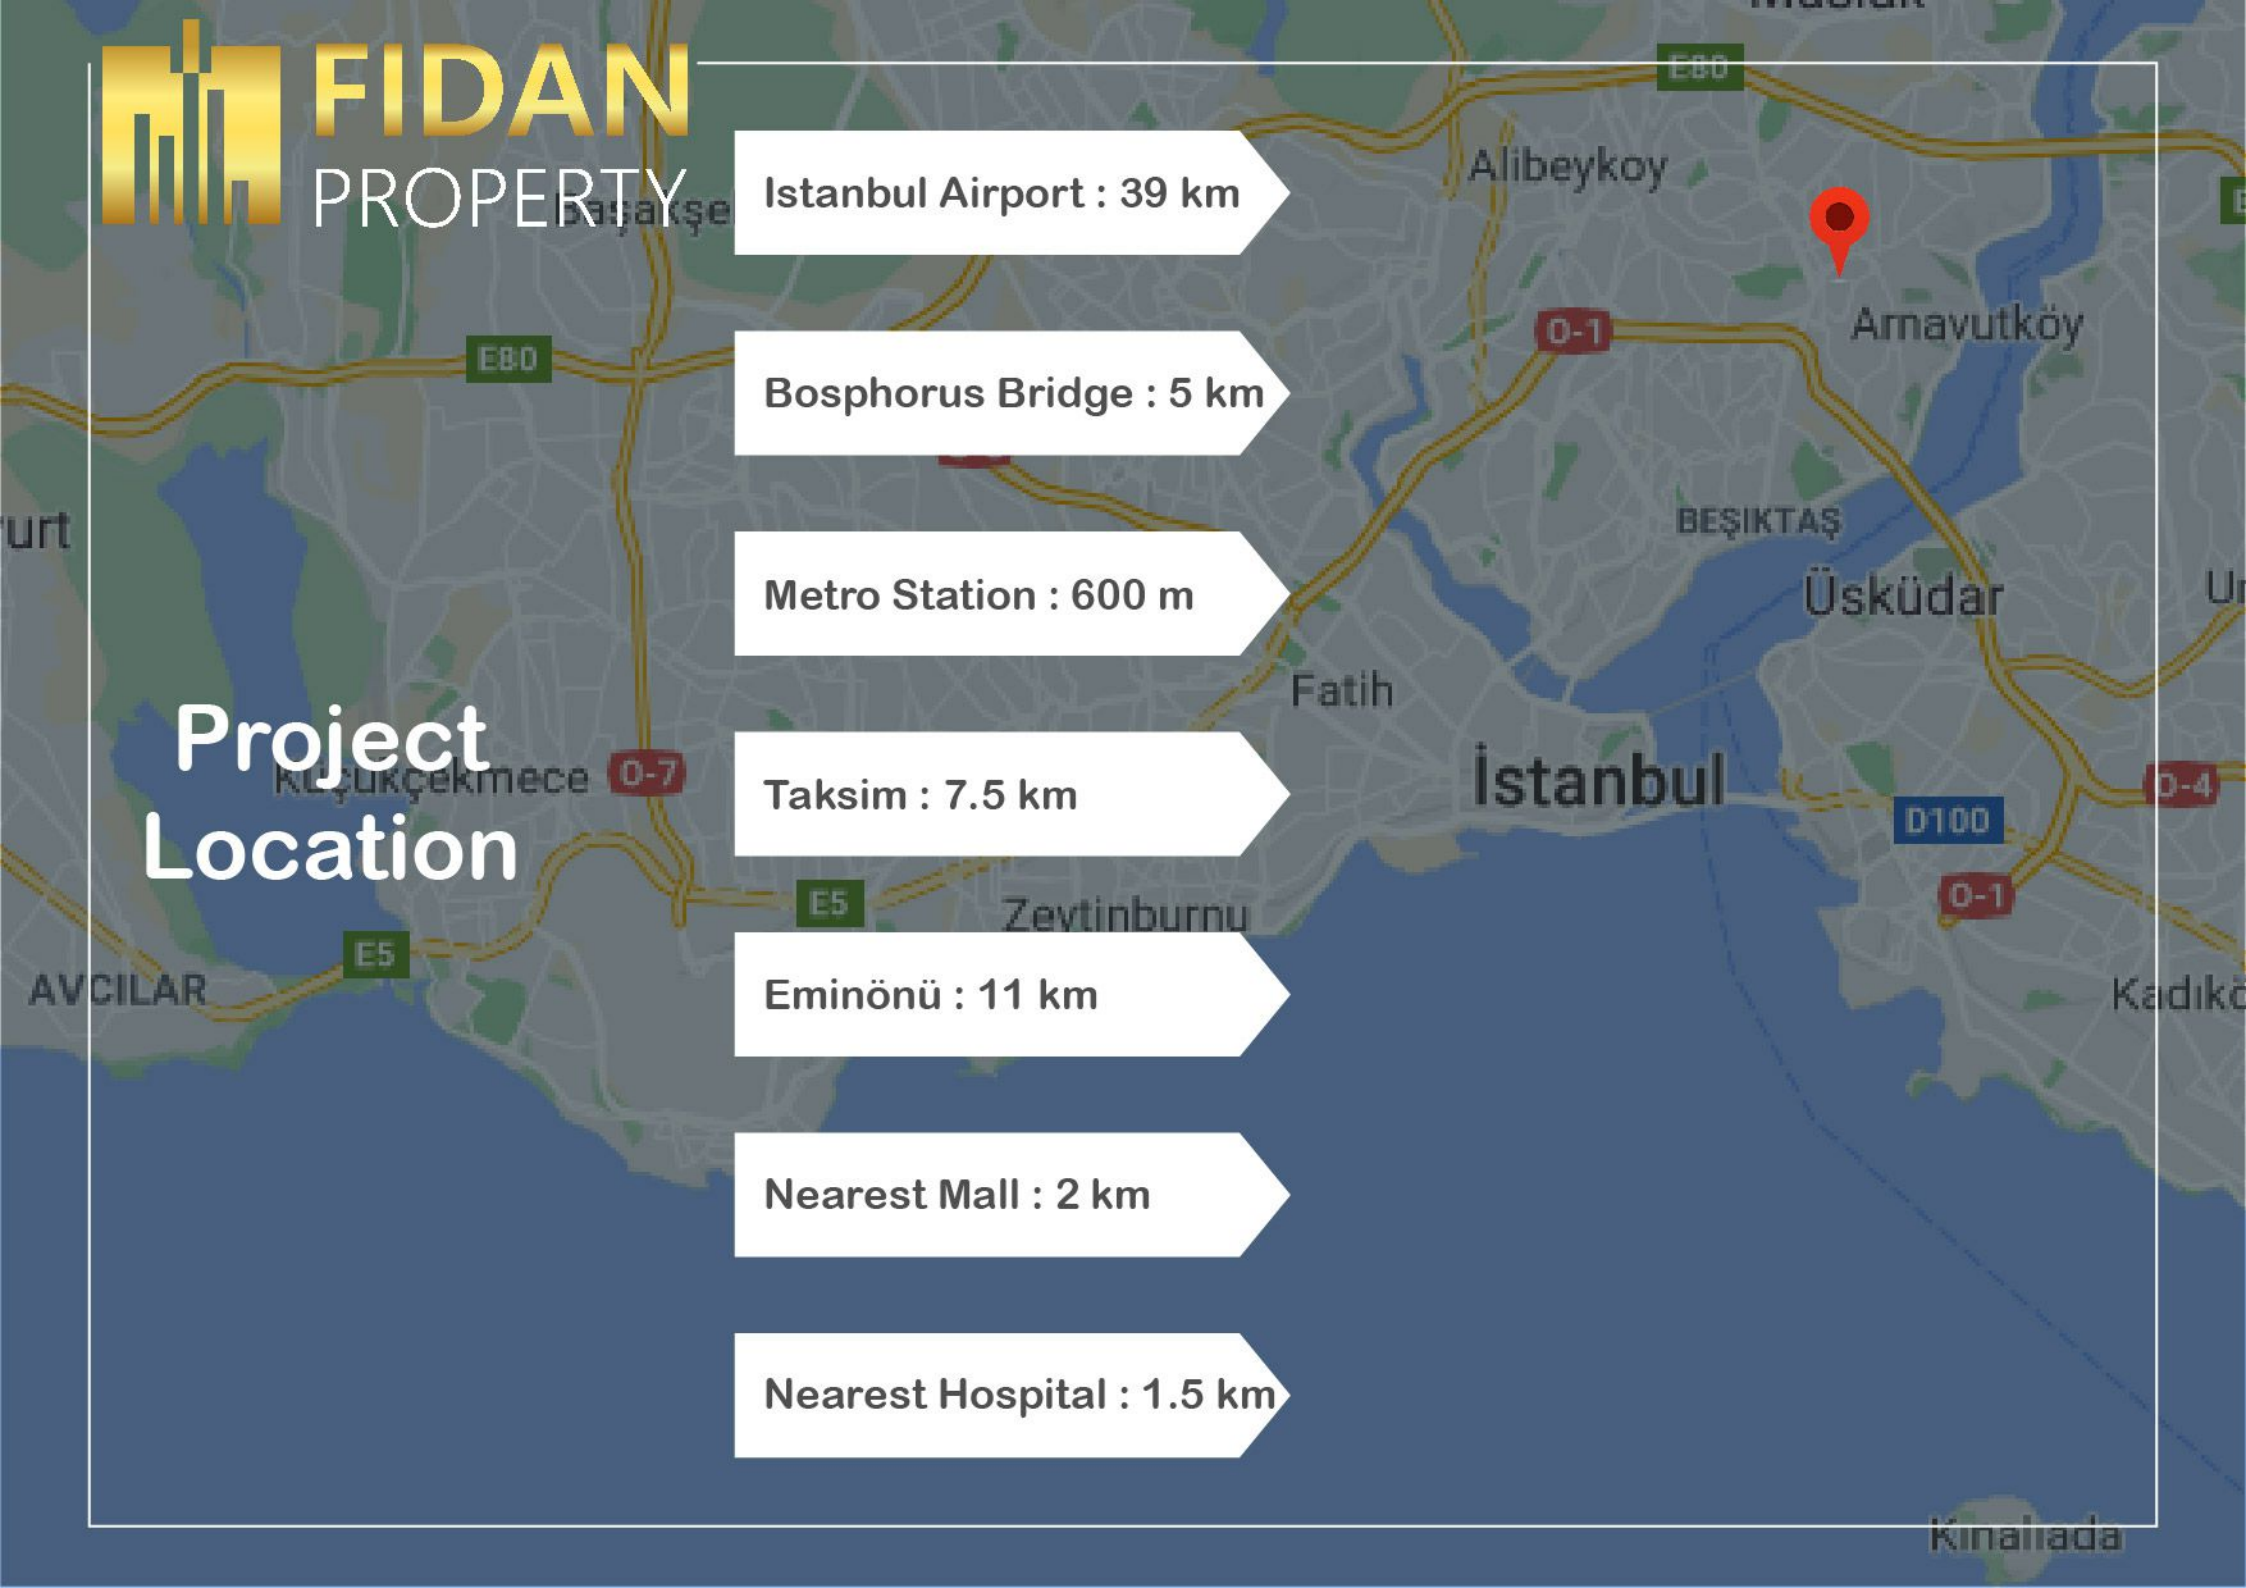 FIDAN
PROPERTY
Project
Location
Istanbul Airport : 39 km
Bosphorus Bridge : 5 km
Metro Station : 600 m
Taksim : 7.5 km
Eminönü : 11 km
Nearest Mall : 2 km
Nearest Hospital : 1.5 km
E80
Alibeykoy
O-1
Arnavutköy
E80
urt
BEŞIKTAŞ
Üsküdar
Fatih
Küçükçekmece
O-7
İstanbul
O-4
D100
E5
Zeytinburnu
O-1
E5
AVCILAR
Kadıkö
Kınalıada